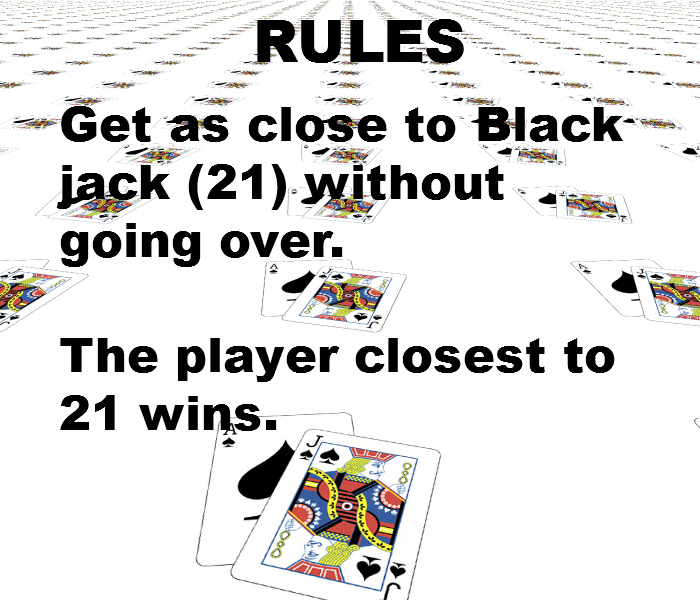 RULES
Get as close to Black
jack (21) without
going over.
The player closest to
21 wins.
A
J
J